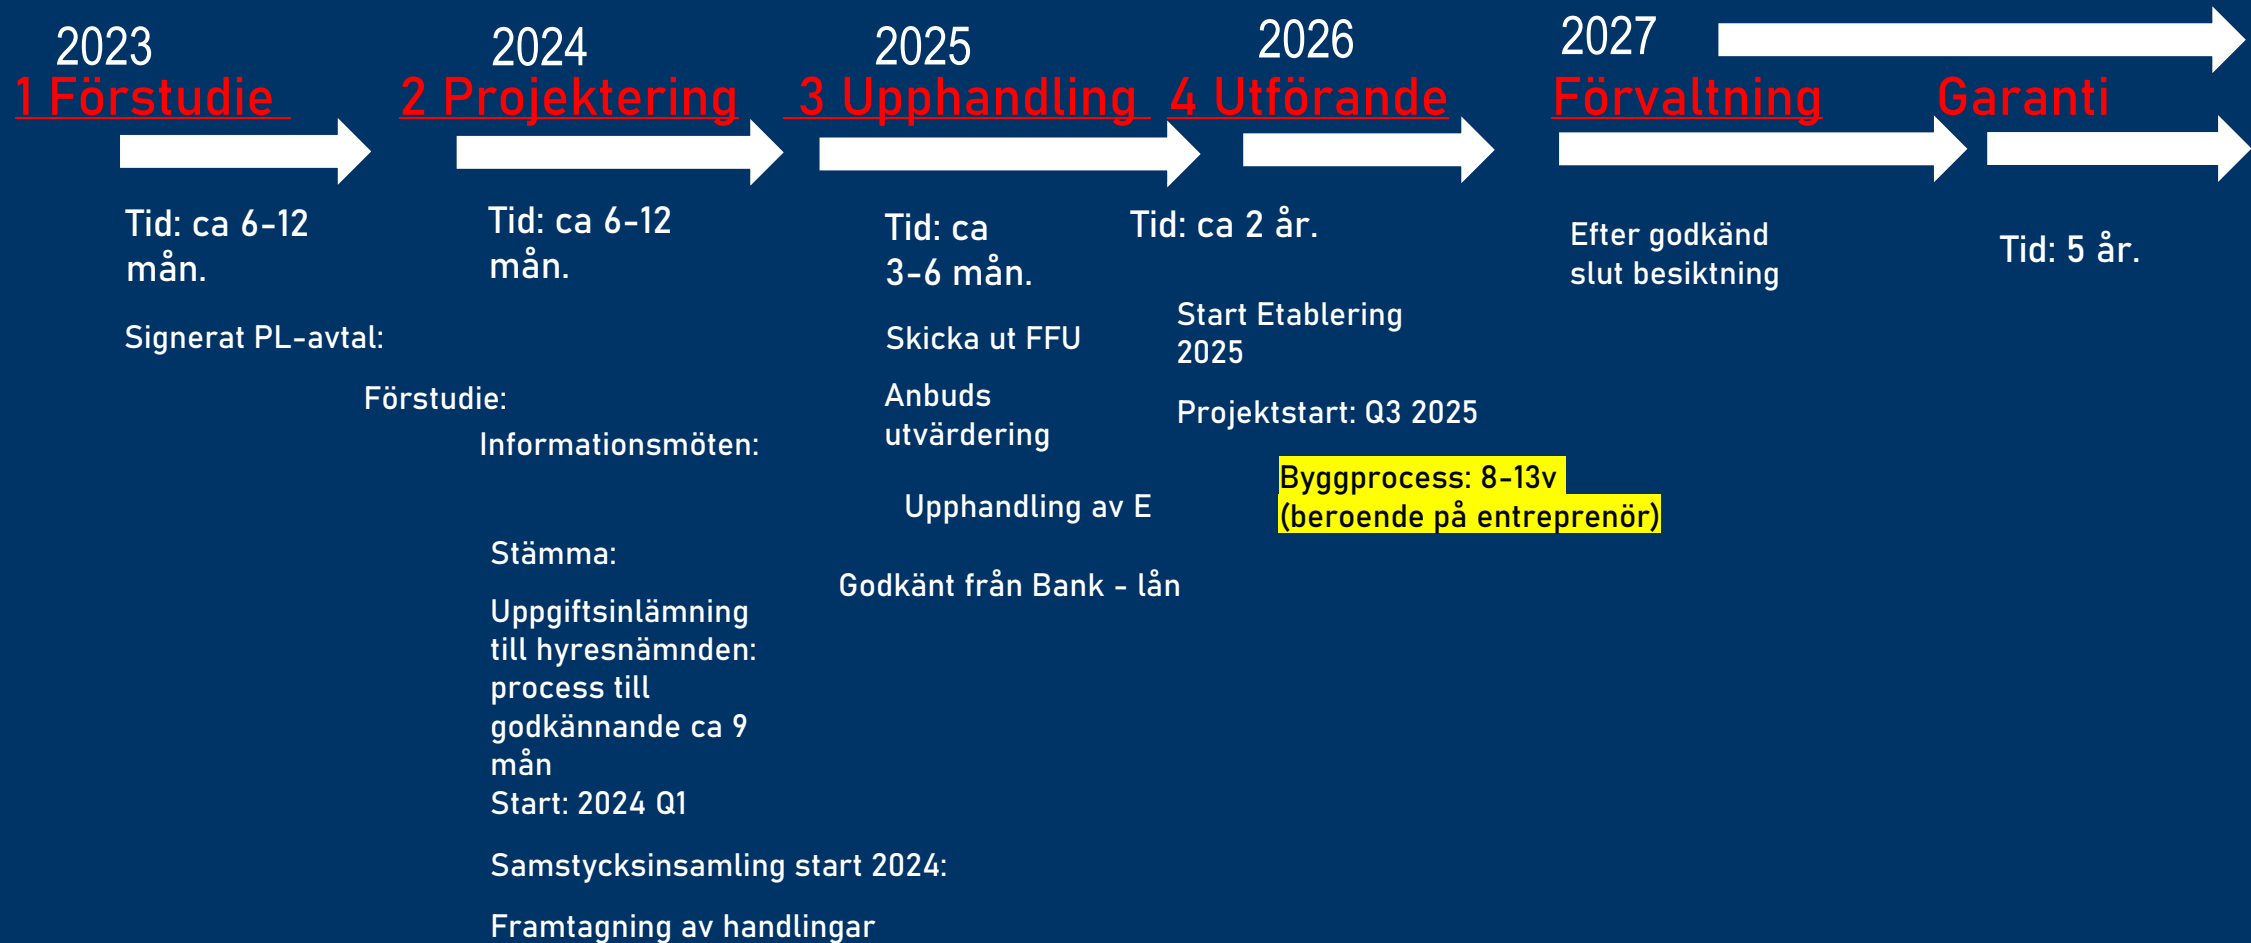 2023
1 Förstudie
Tid: ca 6-12
mån.
Signerat PL-avtal:
Förstudie:
2024
2 Projektering
Tid: ca 6-12
mån.
Informationsmöten:
Stämma:
Uppgiftsinlämning
till hyresnämnden:
process till
godkännande ca 9
mån
Start: 2024 Q1
Samstycksinsamling start 2024:
Framtagning av handlingar
2025
3 Upphandling
Tid: ca
3-6 mån.
Skicka ut FFU
Anbuds
utvärdering
Upphandling av E
Godkänt från Bank - lån
2026
4 Utförande
Tid: ca 2 år.
Start Etablering
2025
Projektstart: Q3 2025
Byggprocess: 8-13v
(beroende på entreprenör)
2027
Förvaltning
Efter godkänd
slut besiktning
Garanti
Tid: 5 år.